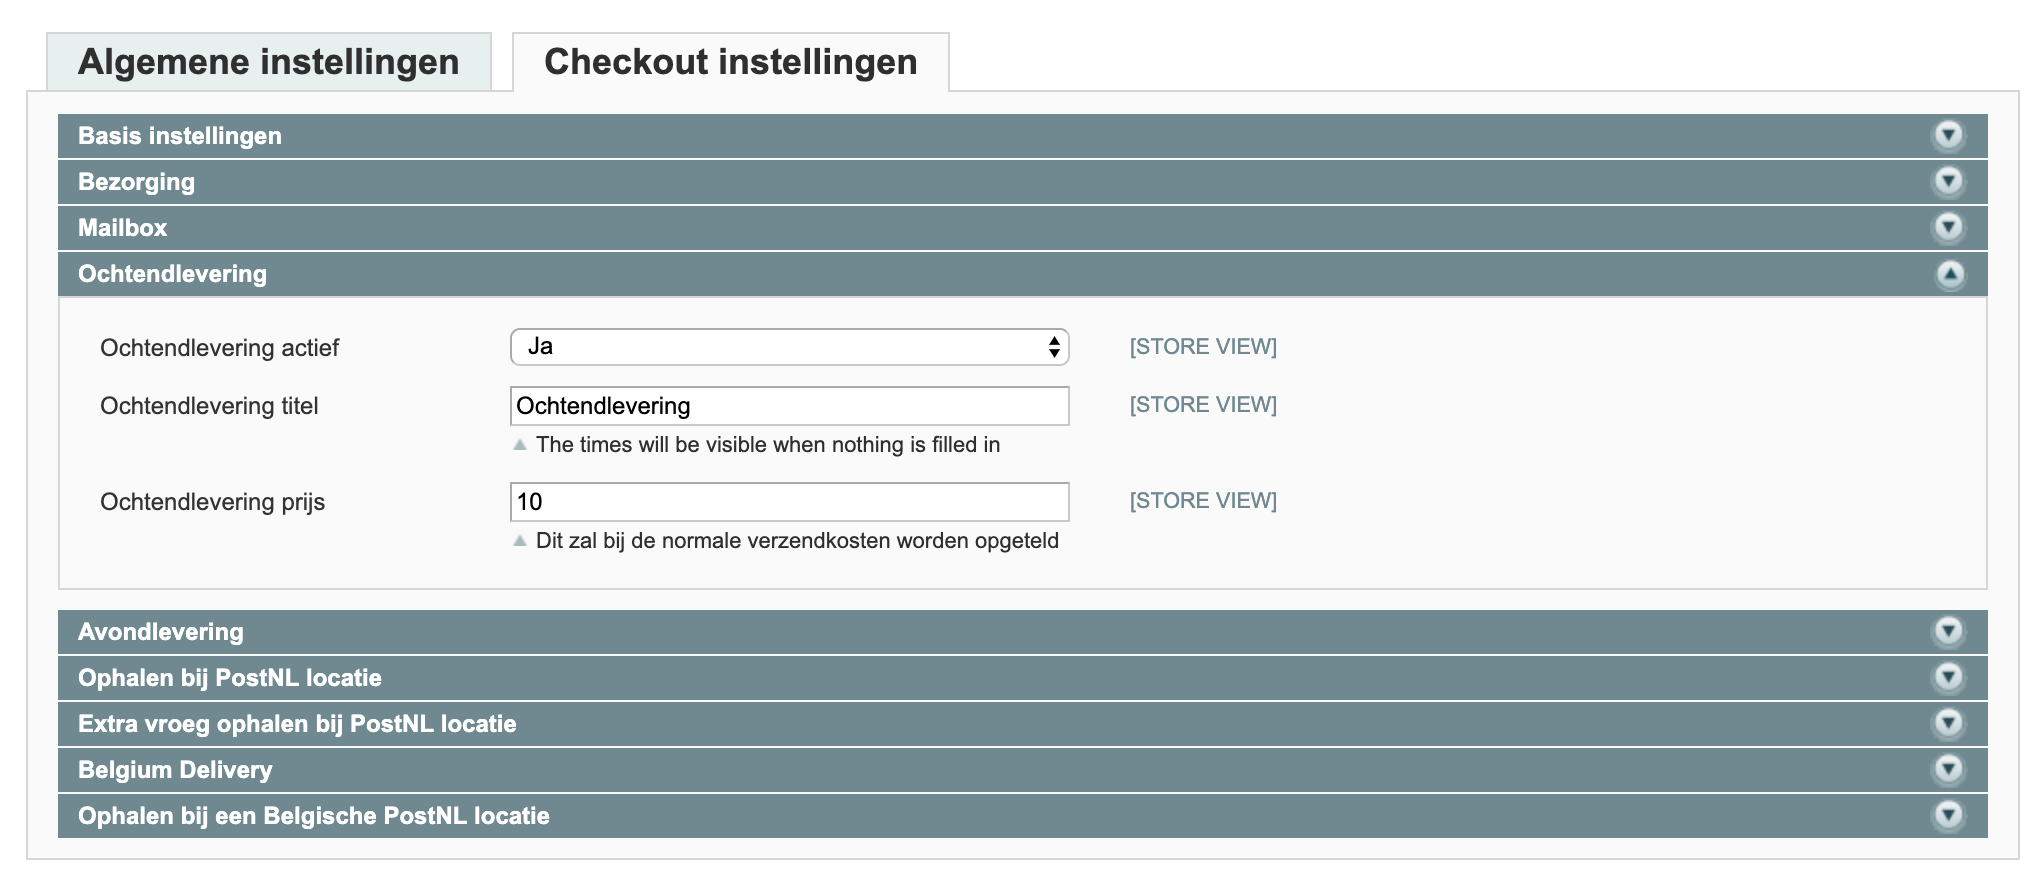 Algemene instellingen Checkout instellingen
Basis instellingen
Bezorging
Mailbox
Ochtendlevering
Ochtendlevering actief Ja [STORE VIEW]
Ochtendlevering titel Ochtendlevering [STORE VIEW]
The times will be visible when nothing is filled in
Ochtendlevering prijs 10 [STORE VIEW]
Dit zal bij de normale verzendkosten worden opgeteld
Avondlevering
Ophalen bij PostNL locatie
Extra vroeg ophalen bij PostNL locatie
Belgium Delivery
Ophalen bij een Belgische PostNL locatie